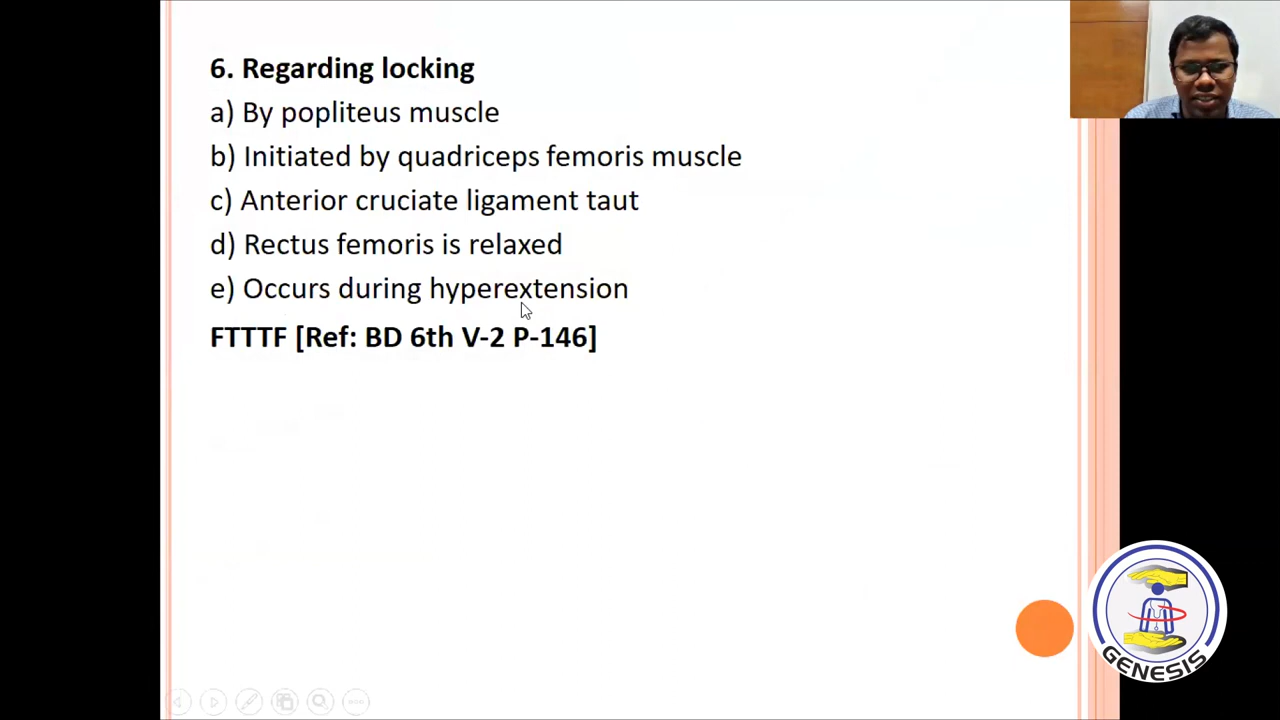 6. Regarding locking
a) By popliteus muscle
b) Initiated by quadriceps femoris muscle
c) Anterior cruciate ligament taut
d) Rectus femoris is relaxed
e) Occurs during hyperextension
FTTTF [Ref: BD 6th V-2 P-146]
GENESIS